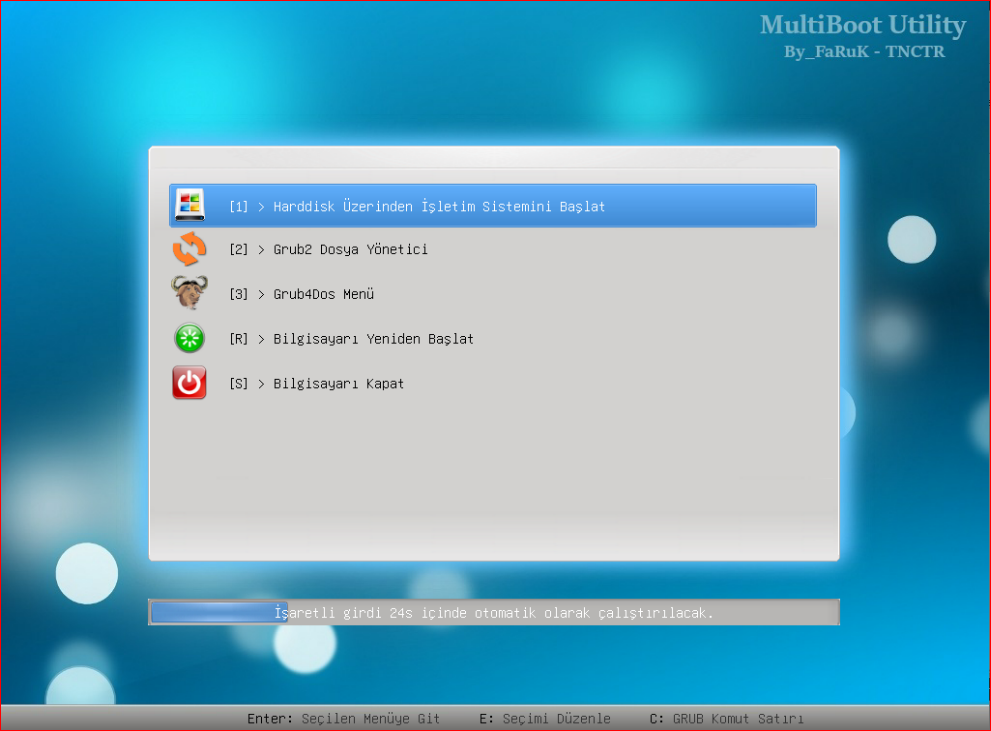 MultiBoot Utility
By_FaRuK - TNCTR
[1] > Harddisk Üzerinden İşletim Sistemini Başlat
[2] > Grub2 Dosya Yönetici
[3] > Grub4Dos Menü
[R] > Bilgisayarı Yeniden Başlat
[S] > Bilgisayarı Kapat
İşaretli girdi 24s içinde otomatik olarak çalıştırılacak.
Enter: Seçilen Menüye Git E: Seçimi Düzenle C: GRUB Komut Satırı